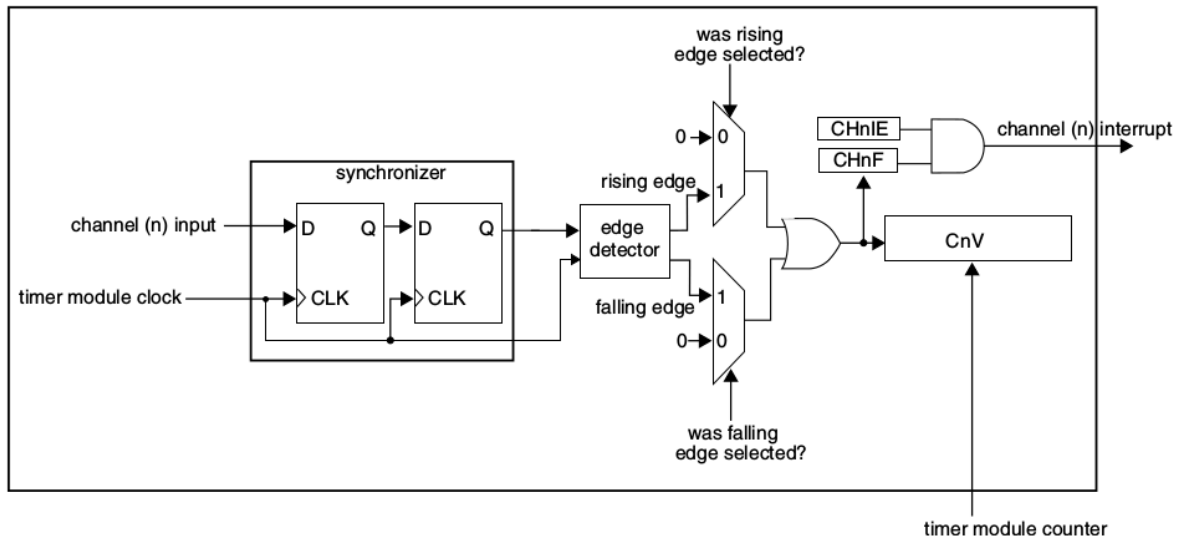 was rising
edge selected?
CHnIE
channel (n) interrupt
0
0
CHnF
synchronizer
rising edge
1
channel (n) input
D
Q
D
Q
edge
detector
CnV
timer module clock
CLK
CLK
falling edge
1
0
0
was falling
edge selected?
timer module counter